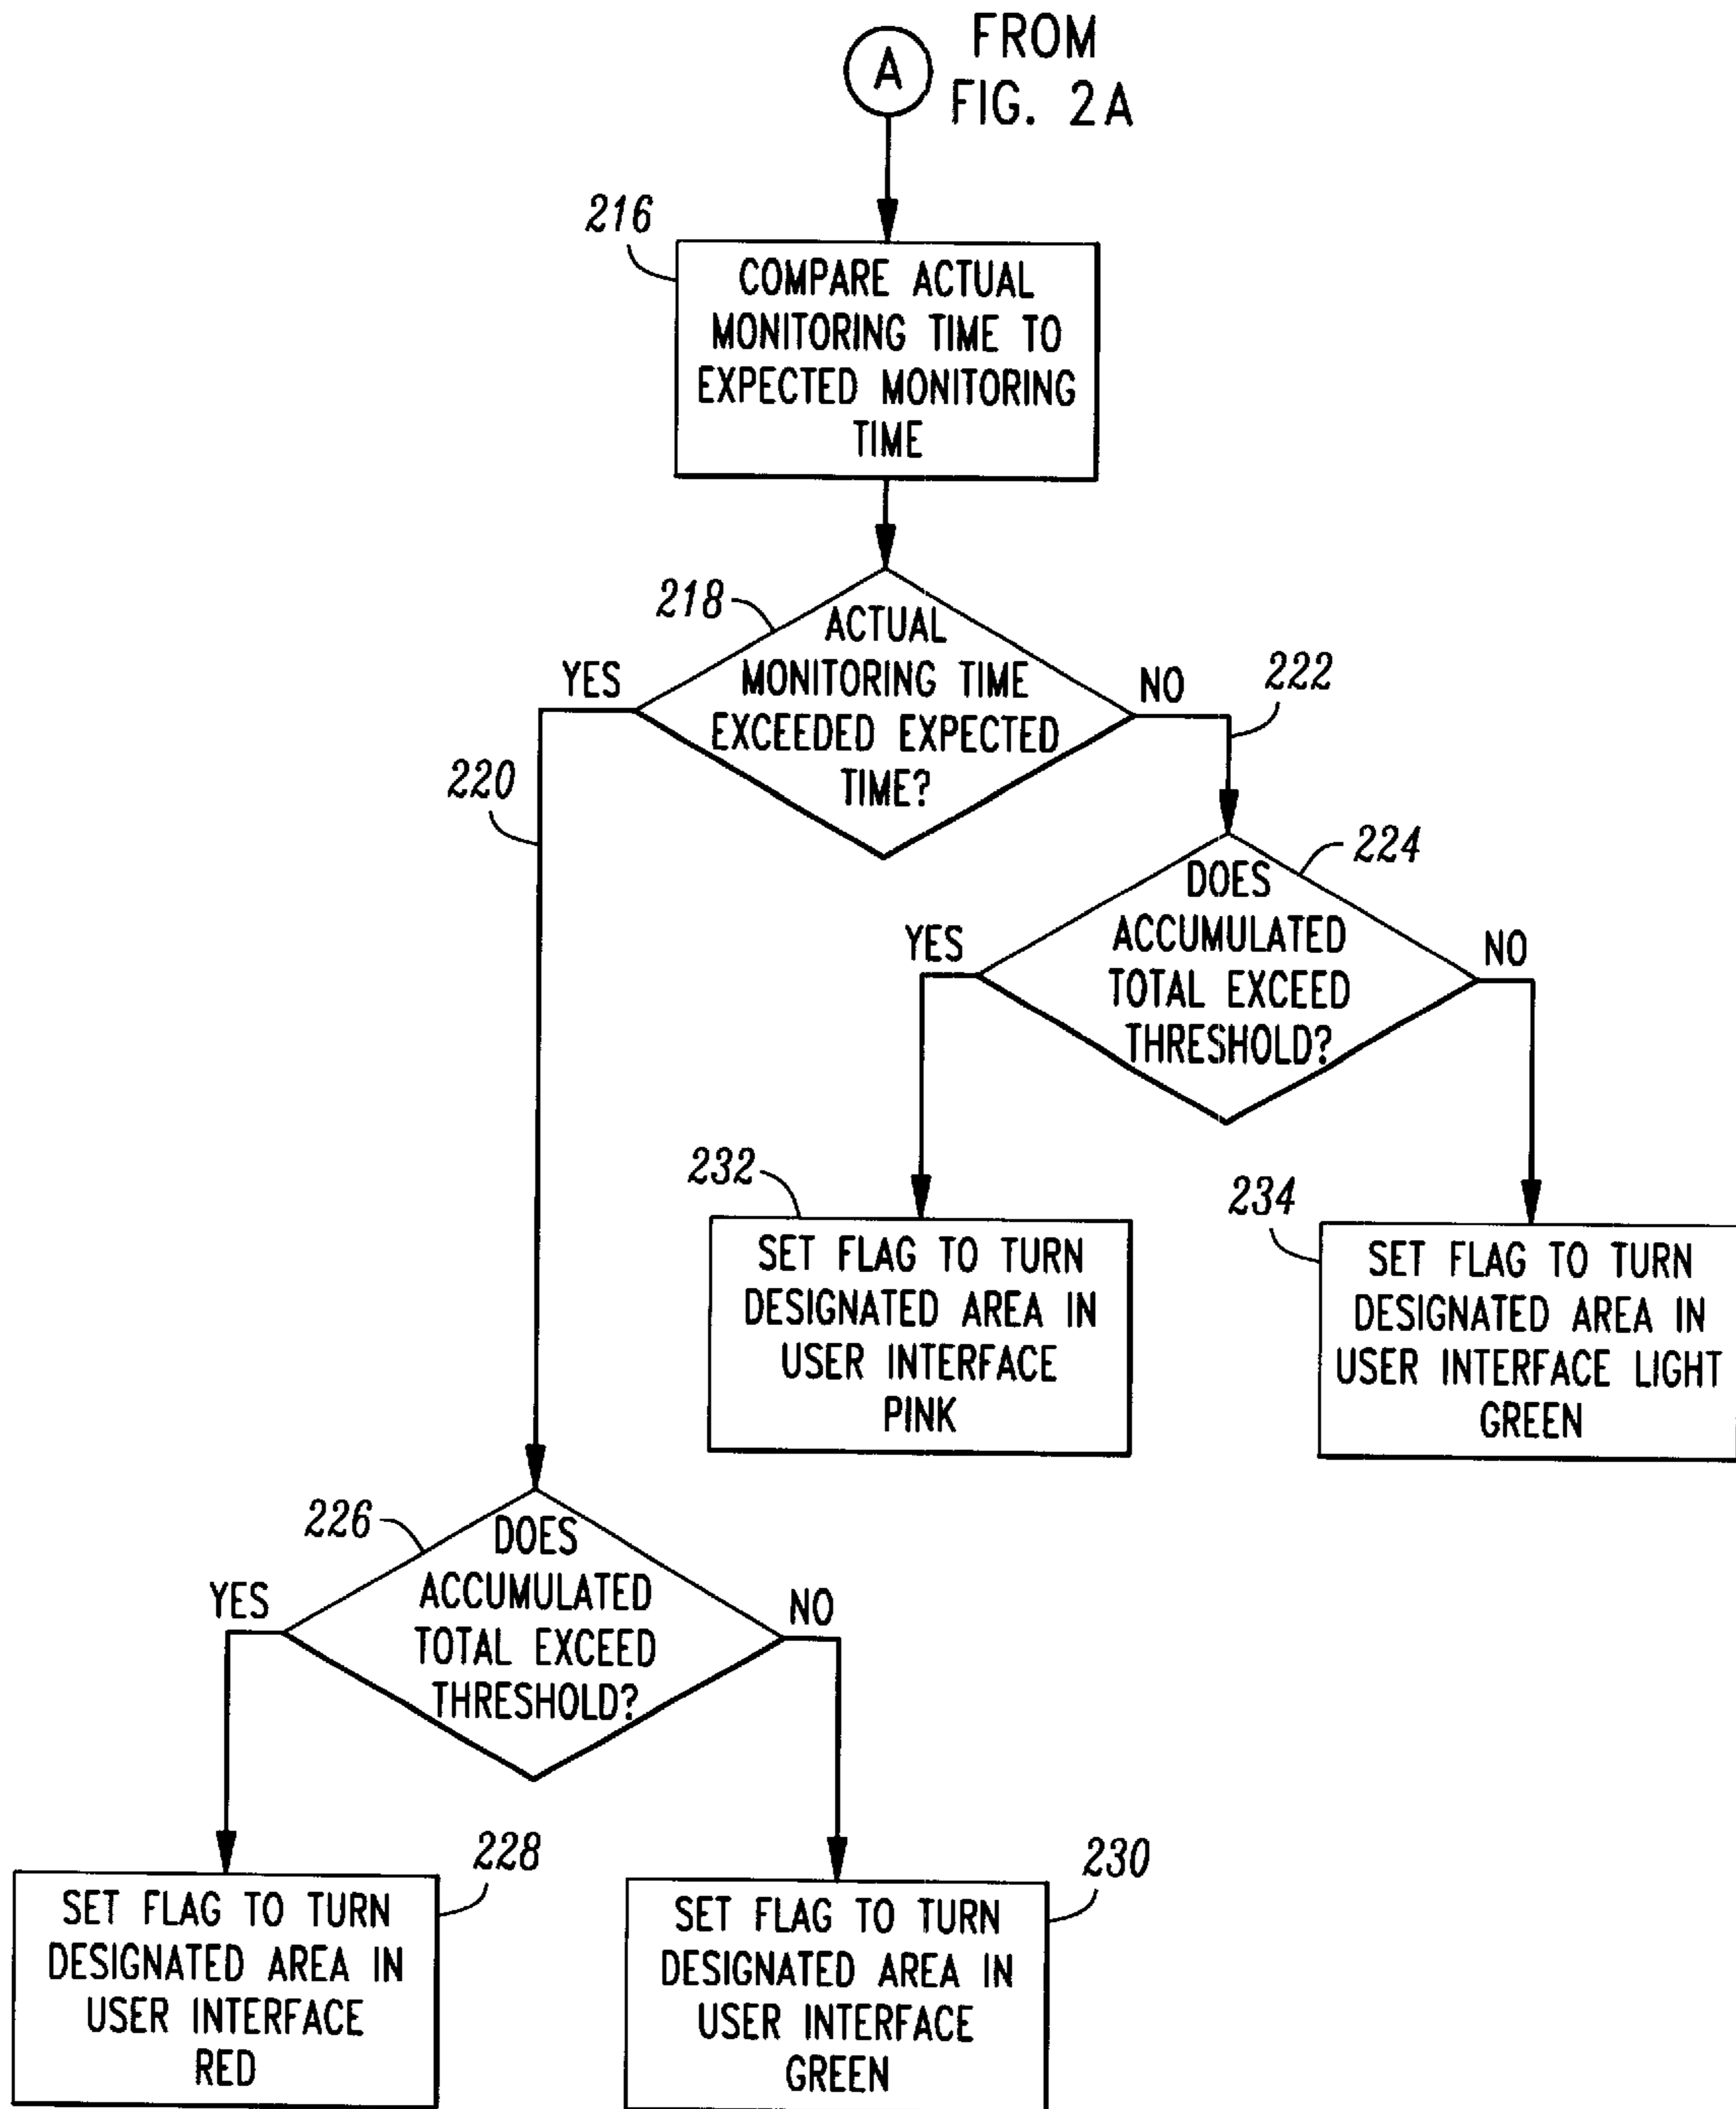 A
FROM
FIG. 2A
216
COMPARE ACTUAL
MONITORING TIME TO
EXPECTED MONITORING
TIME
218
ACTUAL
MONITORING TIME
EXCEEDED EXPECTED
TIME?
YES
NO
222
220
224
DOES
ACCUMULATED
TOTAL EXCEED
THRESHOLD?
YES
NO
232
SET FLAG TO TURN
DESIGNATED AREA IN
USER INTERFACE
PINK
234
SET FLAG TO TURN
DESIGNATED AREA IN
USER INTERFACE LIGHT
GREEN
226
DOES
ACCUMULATED
TOTAL EXCEED
THRESHOLD?
YES
NO
228
SET FLAG TO TURN
DESIGNATED AREA IN
USER INTERFACE
RED
230
SET FLAG TO TURN
DESIGNATED AREA IN
USER INTERFACE
GREEN